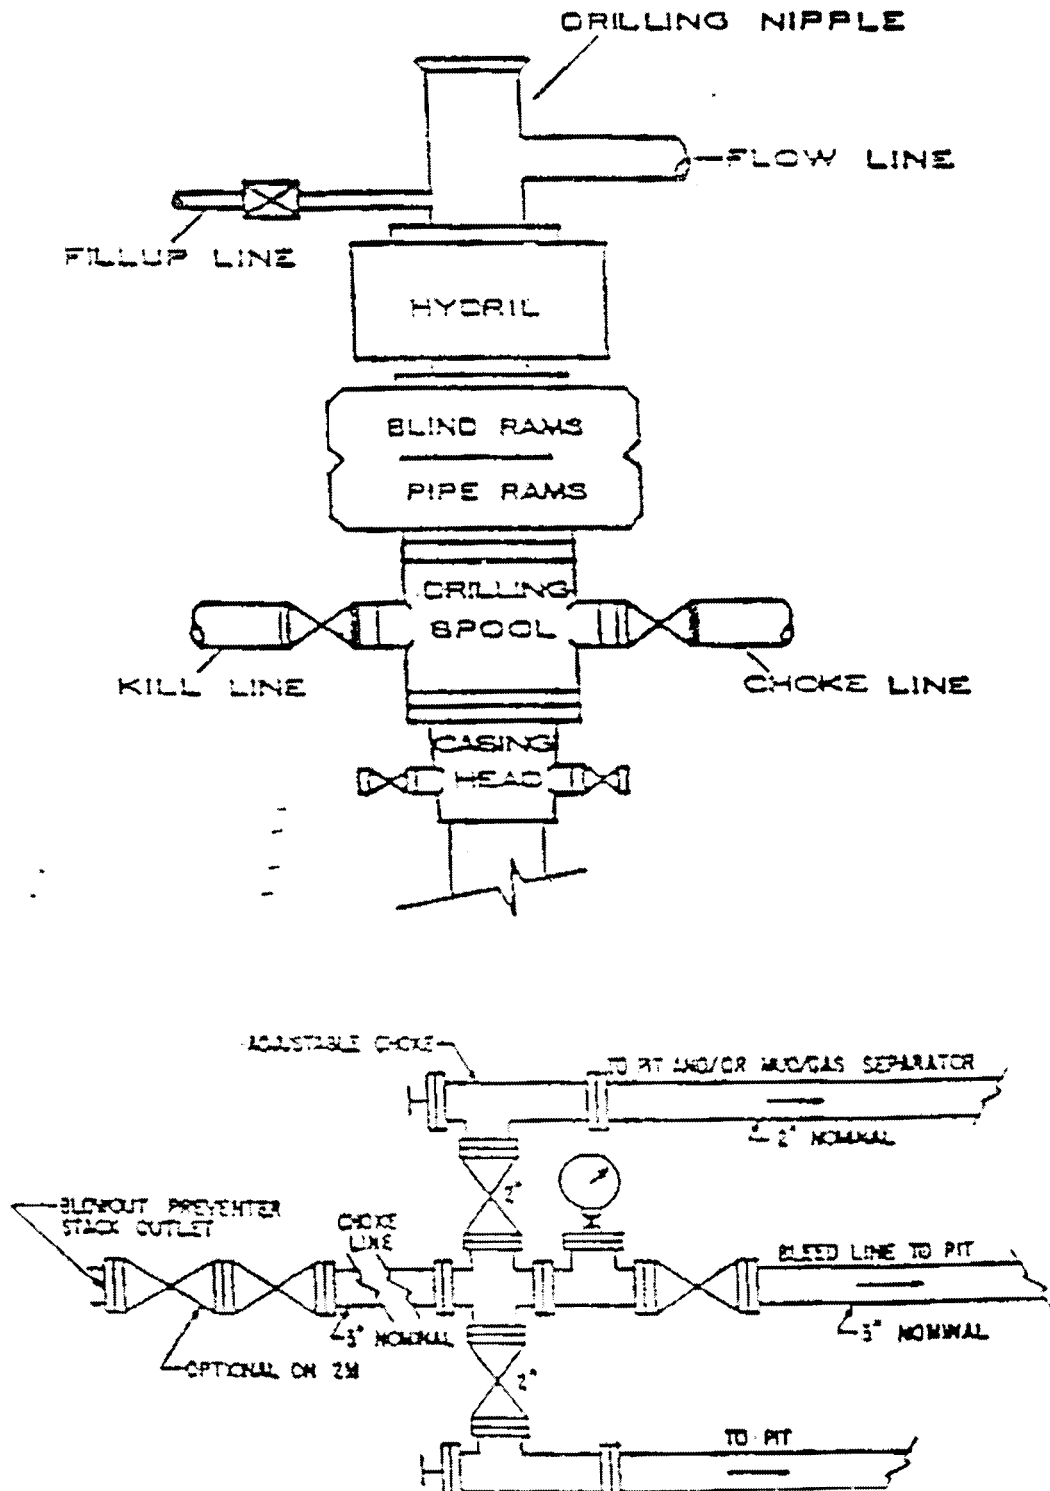 DRILLING NIPPLE
FLOW LINE
FILLUP LINE
HYDRIL
BLIND RAMS
PIPE RAMS
DRILLING
SPOOL
KILL LINE
CHOKE LINE
CASING
HEAD
ADJUSTABLE CHOKE
TO PIT AND/OR MUD/GAS SEPARATOR
2" NOMINAL
2"
BLOWOUT PREVENTER
STACK OUTLET
CHOKE
LINE
BLEED LINE TO PIT
3" NOMINAL
3" NOMINAL
OPTIONAL ON 2M
2"
TO PIT